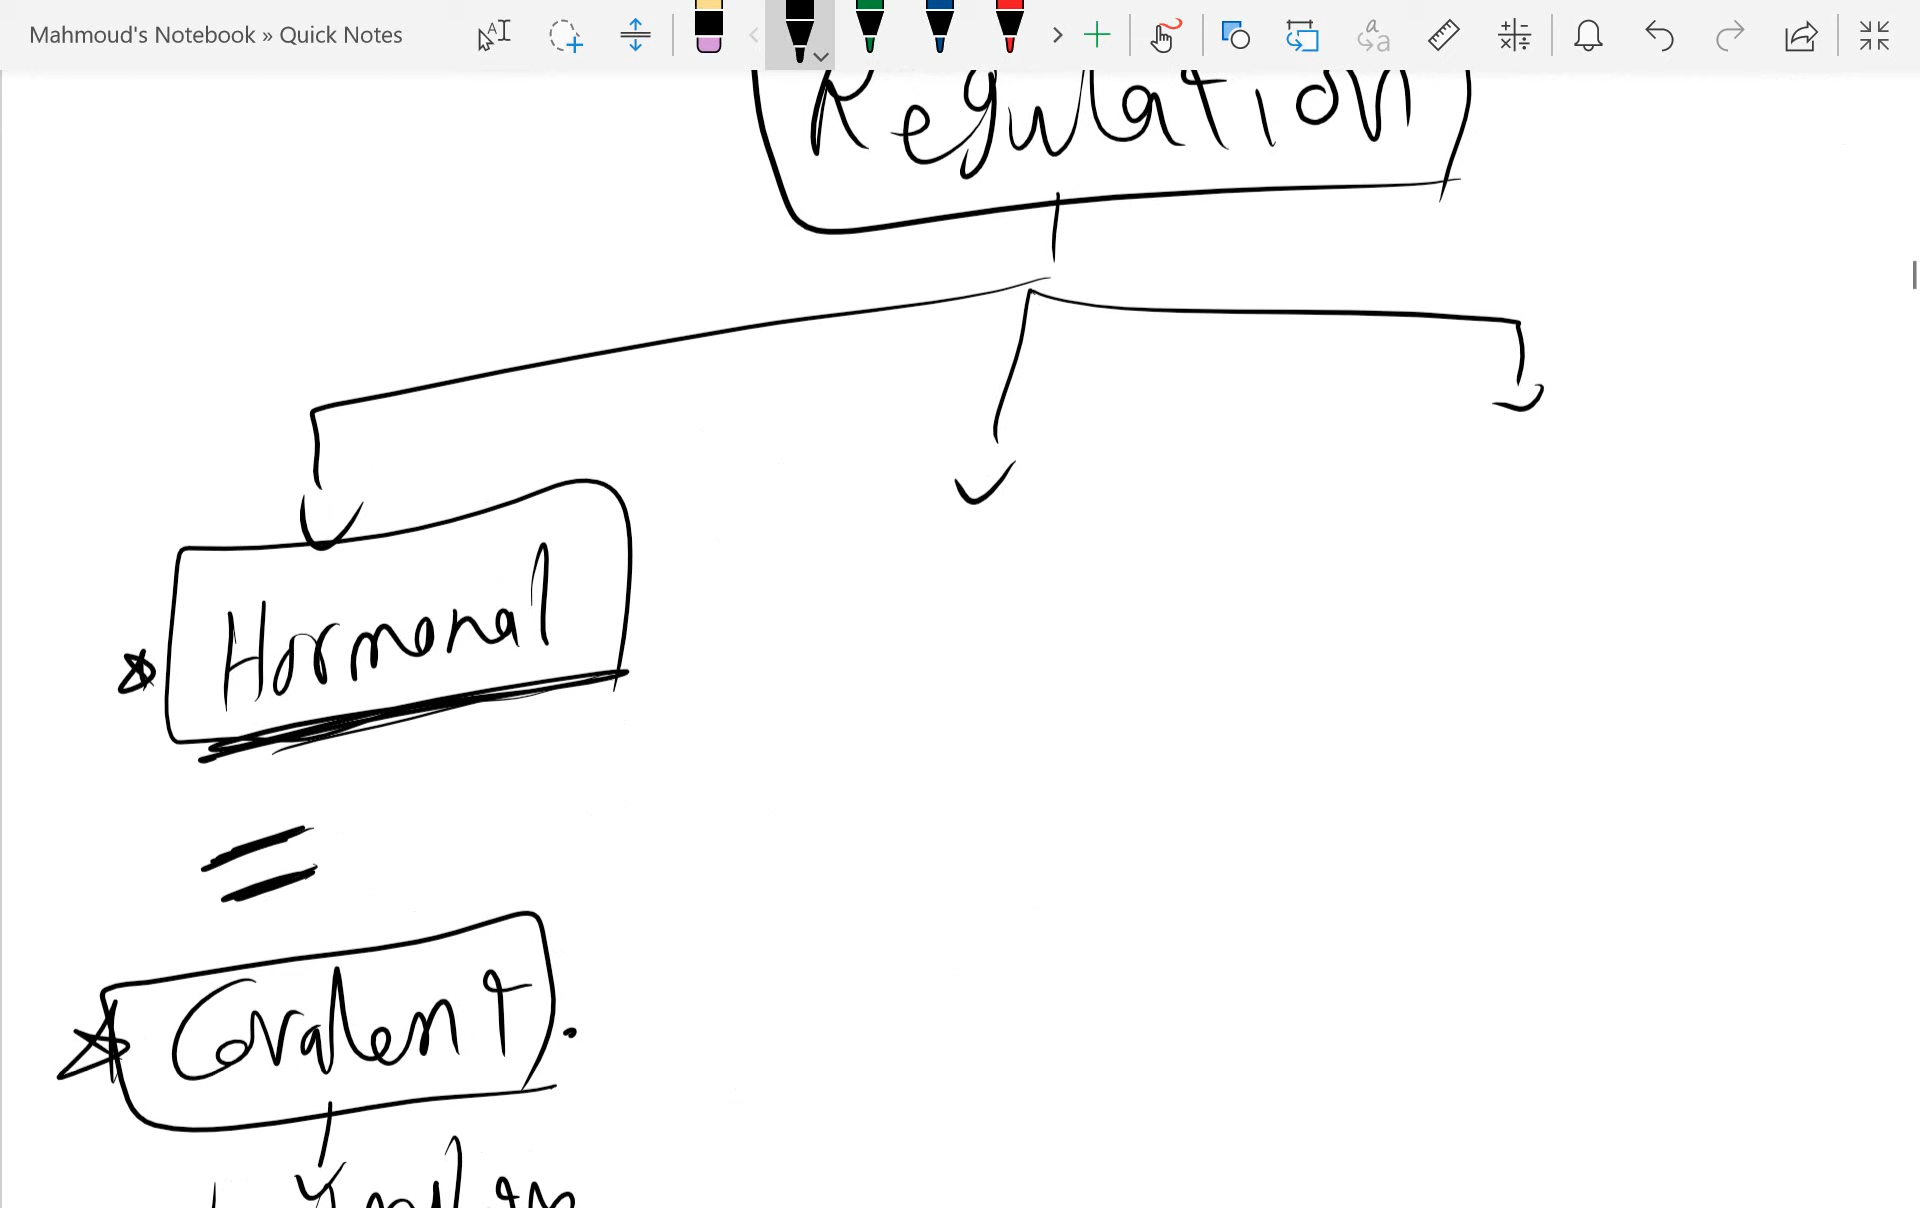 Mahmoud's Notebook » Quick Notes
Regulation
Hormonal
=
Covalent.